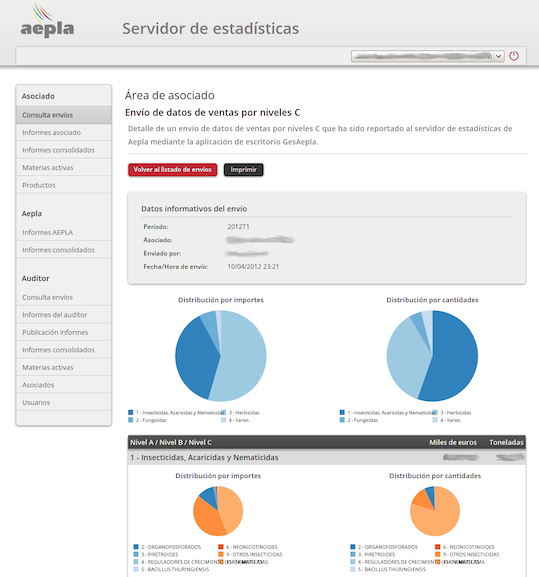 aepla
Servidor de estadísticas
Asociado
Consulta envíos
Informes asociado
Informes consolidados
Materias activas
Productos
Aepla
Informes AEPLA
Informes consolidados
Auditor
Consulta envíos
Informes del auditor
Publicación informes
Informes consolidados
Materias activas
Asociados
Usuarios
Área de asociado
Envío de datos de ventas por niveles C
Detalle de un envío de datos de ventas por niveles C que ha sido reportado al servidor de estadísticas de
Aepla mediante la aplicación de escritorio GesAepla.
Volver al listado de envíos
Imprimir
Datos informativos del envío
Periodo: 2012T1
Asociado:
Enviado por:
Fecha/Hora de envío: 10/04/2012 23:21
Distribución por importes
Distribución por cantidades
1 - Insecticidas, Acaricidas y Nematicidas 3 - Herbicidas
2 - Fungicidas 4 - Varios
1 - Insecticidas, Acaricidas y Nematicidas 3 - Herbicidas
2 - Fungicidas 4 - Varios
Nivel A / Nivel B / Nivel C Miles de euros Toneladas
1 - Insecticidas, Acaricidas y Nematicidas
Distribución por importes
Distribución por cantidades
2 - ORGANOFOSFORADOS 6 - NEONICOTINOIDES
3 - PIRETROIDES 9 - OTROS INSECTICIDAS
4 - REGULADORES DE CRECIMIENTO
5 - BACILLUS THURINGIENSIS
2 - ORGANOFOSFORADOS 6 - NEONICOTINOIDES
3 - PIRETROIDES 9 - OTROS INSECTICIDAS
4 - REGULADORES DE CRECIMIENTO
5 - BACILLUS THURINGIENSIS